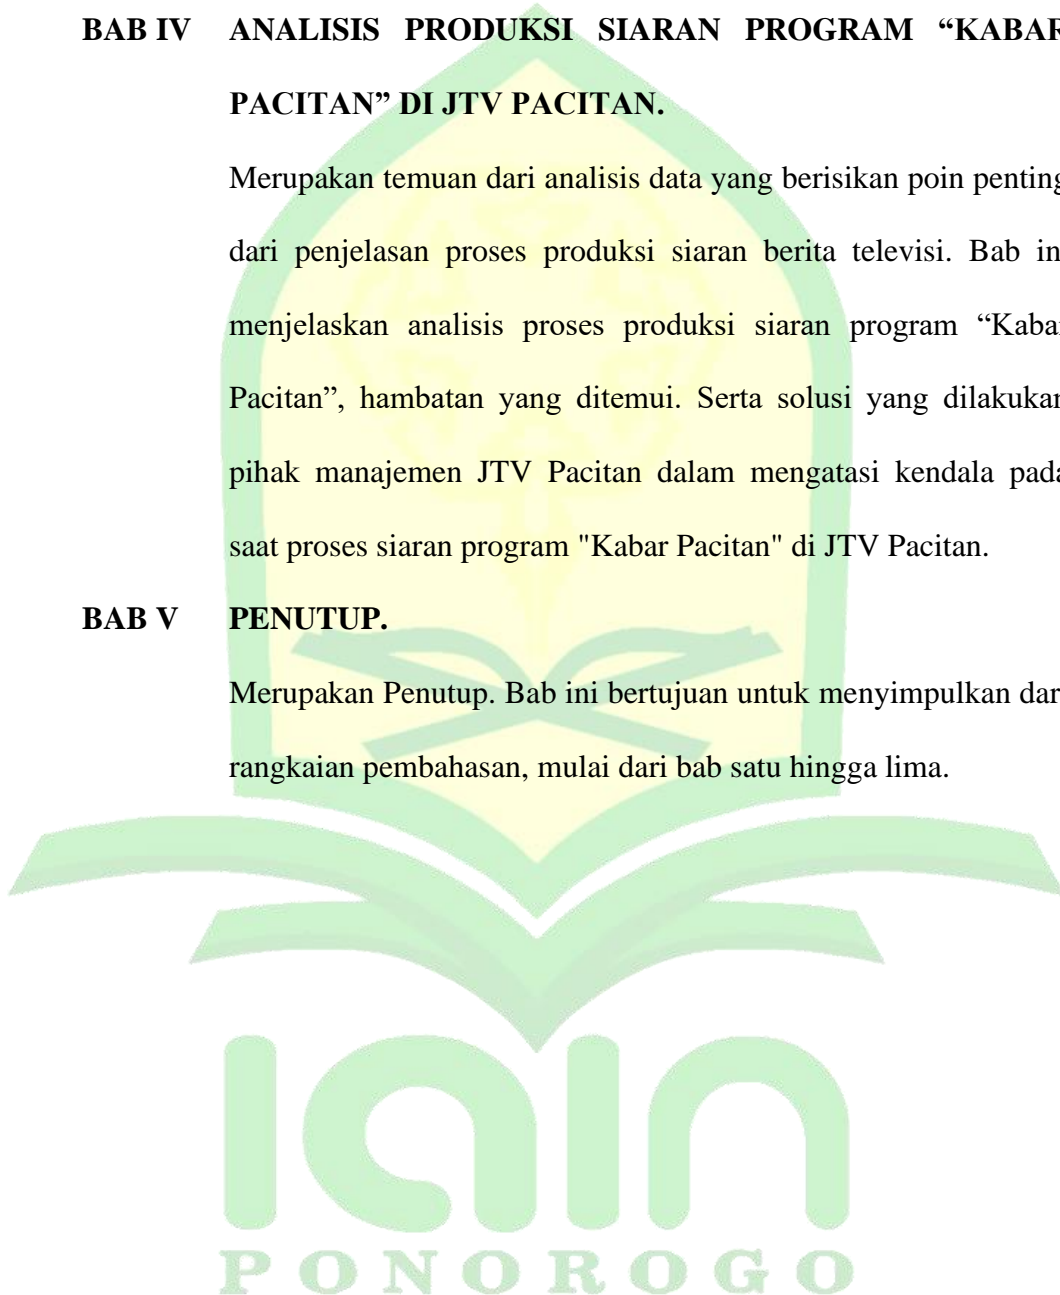 BAB IV ANALISIS PRODUKSI SIARAN PROGRAM “KABAR
PACITAN” DI JTV PACITAN.
Merupakan temuan dari analisis data yang berisikan poin penting
dari penjelasan proses produksi siaran berita televisi. Bab in
menjelaskan analisis proses produksi siaran program “Kabar
Pacitan”, hambatan yang ditemui. Serta solusi yang dilakukan
pihak manajemen JTV Pacitan dalam mengatasi kendala pada
saat proses siaran program "Kabar Pacitan" di JTV Pacitan.
BAB V PENUTUP.
Merupakan Penutup. Bab ini bertujuan untuk menyimpulkan dar
rangkaian pembahasan, mulai dari bab satu hingga lima.
iain
PONOROGO